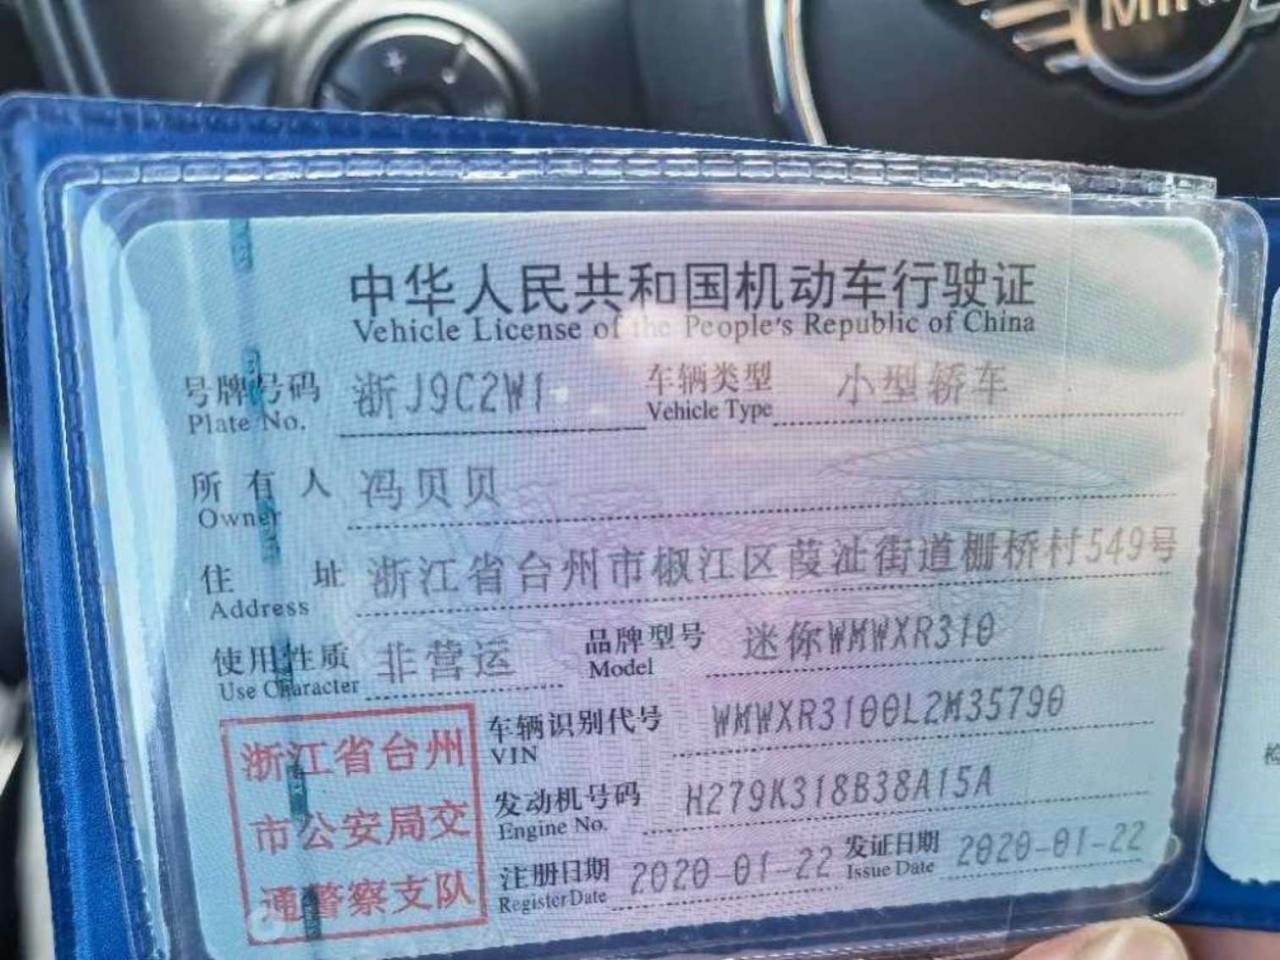 MINI
中华人民共和国机动车行驶证
Vehicle License of the People's Republic of China
号牌号码 浙J9C2W1 车辆类型 小型轿车
Plate No. Vehicle Type
所有人 冯贝贝
Owner
住址 浙江省台州市椒江区葭沚街道栅桥村549号
Address
使用性质 非营运 品牌型号 迷你WMWXR310
Use Character Model
浙江省台州
市公安局交
通警察支队
车辆识别代号 WMWXR3100L2M35790
VIN
发动机号码 H279K318B38A15A
Engine No.
注册日期 2020-01-22 发证日期 2020-01-22
Register Date Issue Date